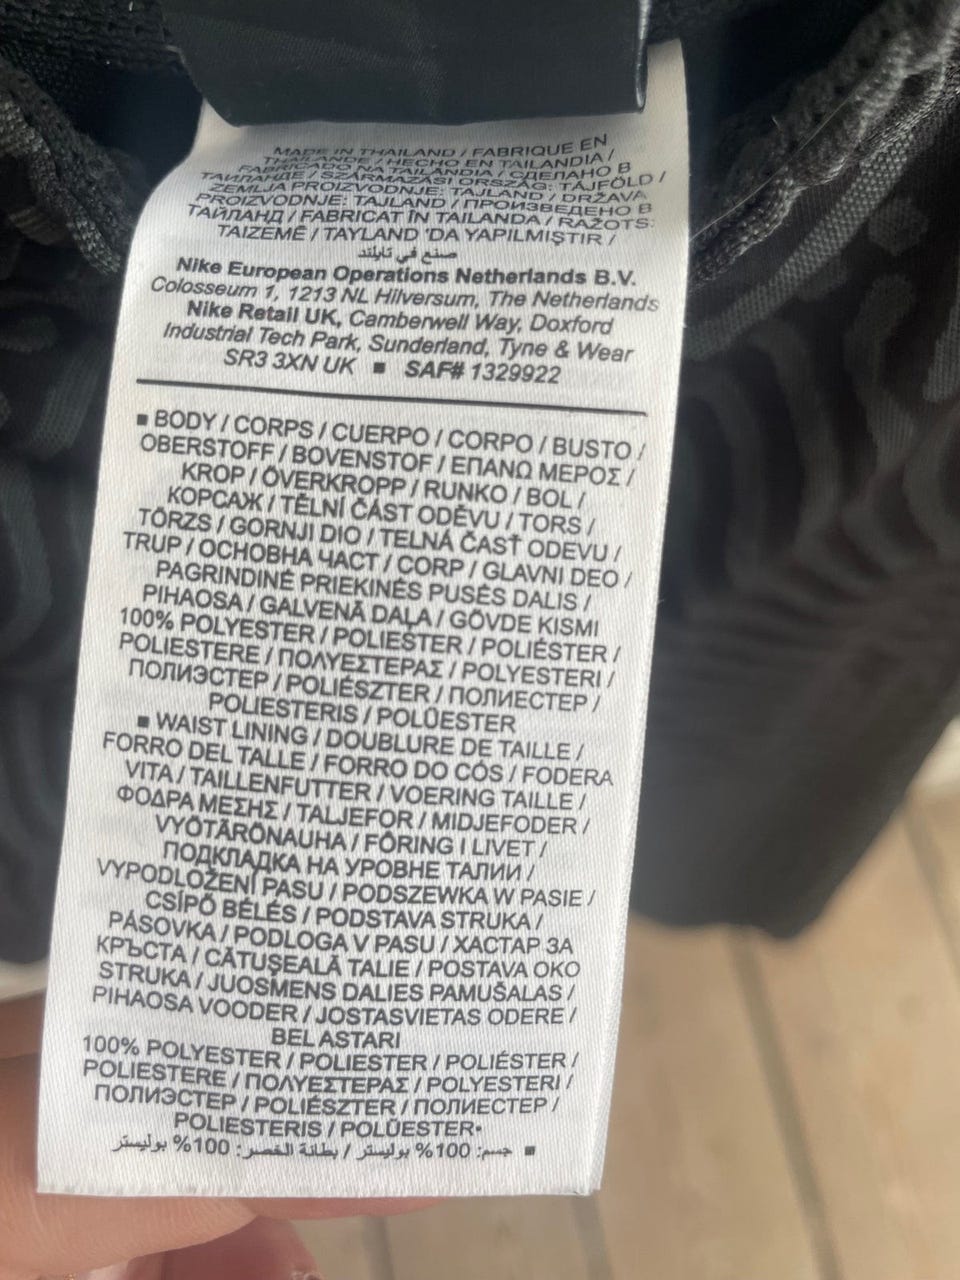 MADE IN THAILAND / FABRIQUE EN
THAILANDE / HECHO EN TAILANDIA /
FABRICADO NA TAILÂNDIA / СДЕЛАНО В
ТАИЛАНДЕ / SZÁRMAZÁSI ORSZÁG: TÁJFÖLD /
ZEMLJA PROIZVODNJE: TAJLAND / DRŽAVA
PROIZVODNJE: TAJLAND / ПРОИЗВЕДЕНО В
ТАЙЛАНД / FABRICAT ÎN TAILANDA / RAŽOTS:
TAIZEMĒ / TAYLAND 'DA YAPILMIŞTIR /
صنع في تايلند
Nike European Operations Netherlands B.V.
Colosseum 1, 1213 NL Hilversum, The Netherlands
Nike Retail UK, Camberwell Way, Doxford
Industrial Tech Park, Sunderland, Tyne & Wear
SR3 3XN UK ▪ SAF# 1329922
▪ BODY / CORPS / CUERPO / CORPO / BUSTO /
OBERSTOFF / BOVENSTOF / ΕΠΑΝΩ ΜΕΡΟΣ /
KROP / ÖVERKROPP / RUNKO / BOL /
КОРСАЖ / TĚLNÍ ČÁST ODĚVU / TORS /
TÖRZS / GORNJI DIO / TELNÁ ČASŤ ODEVU /
TRUP / ОСНОВНА ЧАСТ / CORP / GLAVNI DEO /
PAGRINDINĖ PRIEKINĖS PUSĖS DALIS /
PIHAOSA / GALVENĀ DAĻA / GÖVDE KISMI
100% POLYESTER / POLIESTER / POLIÉSTER /
POLIESTERE / ΠΟΛΥΕΣΤΕΡΑΣ / POLYESTERI /
ПОЛИЭСТЕР / POLIÉSZTER / ПОЛИЕСТЕР /
POLIESTERIS / POLÜESTER
▪ WAIST LINING / DOUBLURE DE TAILLE /
FORRO DEL TALLE / FORRO DO CÓS / FODERA
VITA / TAILLENFUTTER / VOERING TAILLE /
ΦΟΔΡΑ ΜΕΣΗΣ / TALJEFOR / MIDJEFODER /
VYÖTÄRÖNAUHA / FÔRING I LIVET /
ПОДКЛАДКА НА УРОВНЕ ТАЛИИ /
VYPODLOŽENÍ PASU / PODSZEWKA W PASIE /
CSÍPŐ BÉLÉS / PODSTAVA STRUKA /
PÁSOVKA / PODLOGA V PASU / ХАСТАР ЗА
КРЪСТА / CĂTUȘEALĂ TALIE / POSTAVA OKO
STRUKA / JUOSMENS DALIES PAMUŠALAS /
PIHAOSA VOODER / JOSTASVIETAS ODERE /
BEL ASTARI
100% POLYESTER / POLIESTER / POLIÉSTER /
POLIESTERE / ΠΟΛΥΕΣΤΕΡΑΣ / POLYESTERI /
ПОЛИЭСТЕР / POLIÉSZTER / ПОЛИЕСТЕР /
POLIESTERIS / POLÜESTER•
▪ جسم: 100% بوليستر / بطانة الخصر: 100% بوليستر